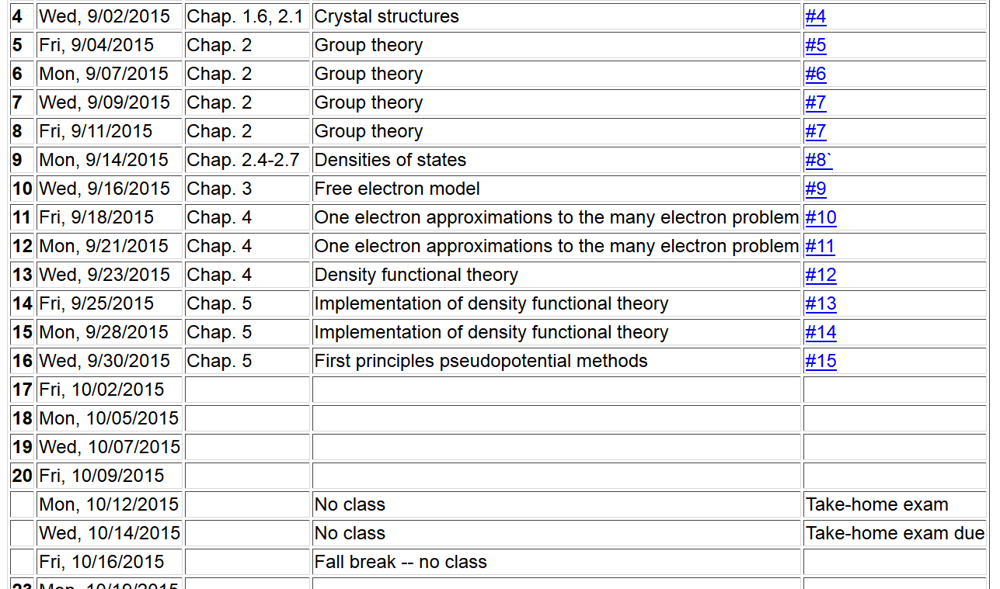 4 Wed, 9/02/2015 Chap. 1.6, 2.1 Crystal structures #4
5 Fri, 9/04/2015 Chap. 2 Group theory #5
6 Mon, 9/07/2015 Chap. 2 Group theory #6
7 Wed, 9/09/2015 Chap. 2 Group theory #7
8 Fri, 9/11/2015 Chap. 2 Group theory #7
9 Mon, 9/14/2015 Chap. 2.4-2.7 Densities of states #8`
10 Wed, 9/16/2015 Chap. 3 Free electron model #9
11 Fri, 9/18/2015 Chap. 4 One electron approximations to the many electron problem #10
12 Mon, 9/21/2015 Chap. 4 One electron approximations to the many electron problem #11
13 Wed, 9/23/2015 Chap. 4 Density functional theory #12
14 Fri, 9/25/2015 Chap. 5 Implementation of density functional theory #13
15 Mon, 9/28/2015 Chap. 5 Implementation of density functional theory #14
16 Wed, 9/30/2015 Chap. 5 First principles pseudopotential methods #15
17 Fri, 10/02/2015
18 Mon, 10/05/2015
19 Wed, 10/07/2015
20 Fri, 10/09/2015
Mon, 10/12/2015 No class Take-home exam
Wed, 10/14/2015 No class Take-home exam due
Fri, 10/16/2015 Fall break -- no class
23 Mon, 10/19/2015